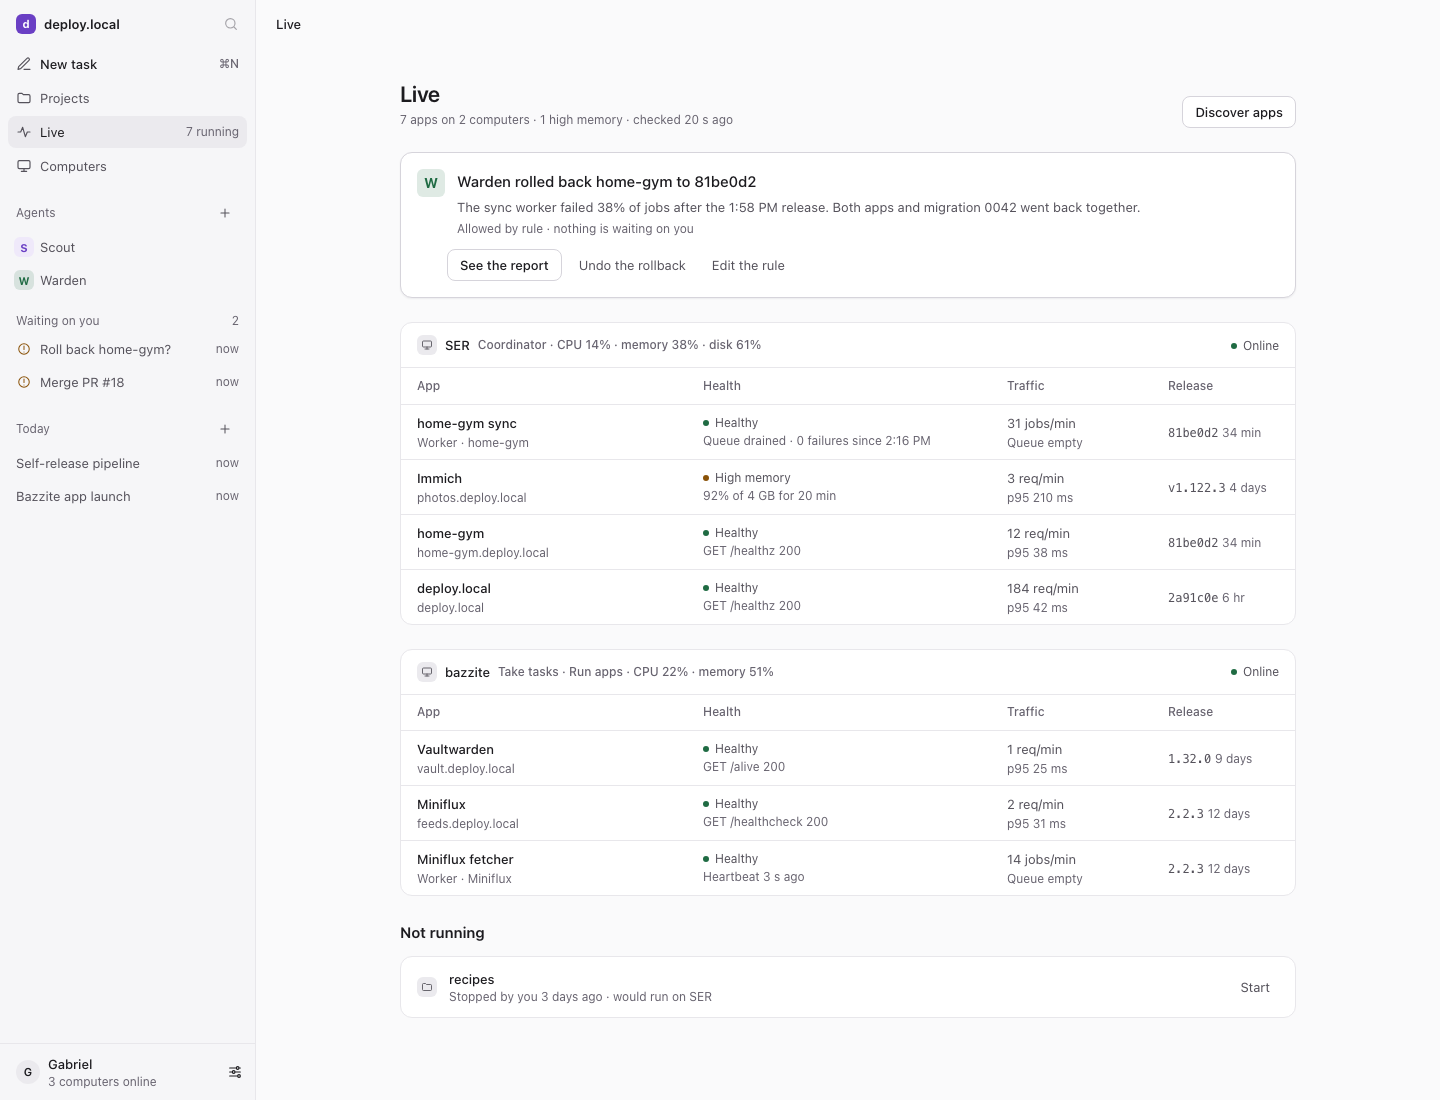 d deploy.local
New task ⌘N
Projects
Live 7 running
Computers
Agents
S Scout
W Warden
Waiting on you 2
Roll back home-gym? now
Merge PR #18 now
Today
Self-release pipeline now
Bazzite app launch now
G Gabriel
3 computers online
Live
Live
7 apps on 2 computers · 1 high memory · checked 20 s ago
Discover apps
W Warden rolled back home-gym to 81be0d2
The sync worker failed 38% of jobs after the 1:58 PM release. Both apps and migration 0042 went back together.
Allowed by rule · nothing is waiting on you
See the report Undo the rollback Edit the rule
SER Coordinator · CPU 14% · memory 38% · disk 61% Online
App Health Traffic Release
home-gym sync Healthy 31 jobs/min 81be0d2 34 min
Worker · home-gym Queue drained · 0 failures since 2:16 PM Queue empty
Immich High memory 3 req/min v1.122.3 4 days
photos.deploy.local 92% of 4 GB for 20 min p95 210 ms
home-gym Healthy 12 req/min 81be0d2 34 min
home-gym.deploy.local GET /healthz 200 p95 38 ms
deploy.local Healthy 184 req/min 2a91c0e 6 hr
deploy.local GET /healthz 200 p95 42 ms
bazzite Take tasks · Run apps · CPU 22% · memory 51% Online
App Health Traffic Release
Vaultwarden Healthy 1 req/min 1.32.0 9 days
vault.deploy.local GET /alive 200 p95 25 ms
Miniflux Healthy 2 req/min 2.2.3 12 days
feeds.deploy.local GET /healthcheck 200 p95 31 ms
Miniflux fetcher Healthy 14 jobs/min 2.2.3 12 days
Worker · Miniflux Heartbeat 3 s ago Queue empty
Not running
recipes
Stopped by you 3 days ago · would run on SER
Start